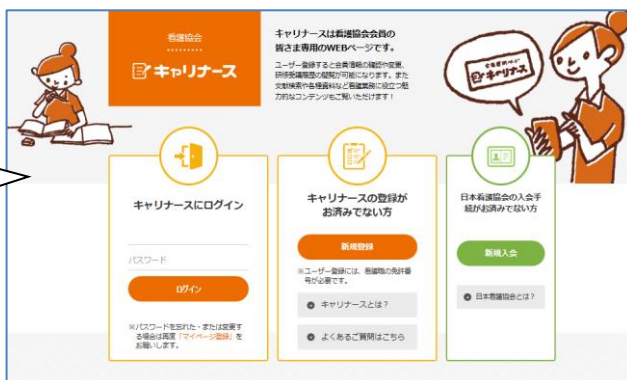 看護協会
キャリナース
キャリナースは看護協会会員の
皆さま専用のWEBページです。
ユーザー登録すると会員情報の確認や変更、
研修受講履歴の閲覧が可能になります。また
文献検索や各種資料など看護業務に役立つ魅
力的なコンテンツもご覧いただけます！
キャリナース
キャリナースにログイン
パスワード
ログイン
※パスワードを忘れた・または変更す
る場合は再度「マイページ登録」を
お願いします。
キャリナースの登録が
お済みでない方
新規登録
※ユーザー登録には、看護職の免許番
号が必要です。
キャリナースとは？
よくあるご質問はこちら
日本看護協会の入会手
続がお済みでない方
新規入会
日本看護協会とは？